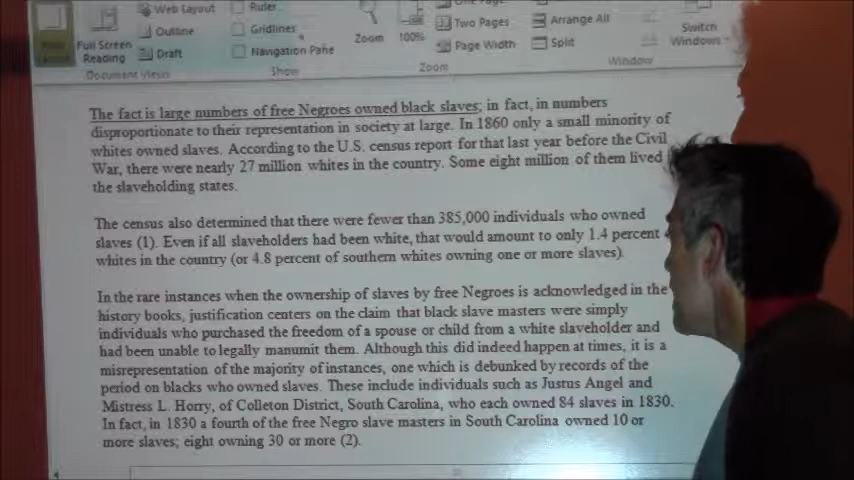 Web Layout
Ruler
Outline
Gridlines
Two Pages
Arrange All
Switch
Full Screen
Reading
Draft
Navigation Pane
Zoom
100%
Page Width
Split
Windows
Document Views
Show
Zoom
Window
The fact is large numbers of free Negroes owned black slaves; in fact, in numbers
disproportionate to their representation in society at large. In 1860 only a small minority of
whites owned slaves. According to the U.S. census report for that last year before the Civil
War, there were nearly 27 million whites in the country. Some eight million of them lived
the slaveholding states.
The census also determined that there were fewer than 385,000 individuals who owned
slaves (1). Even if all slaveholders had been white, that would amount to only 1.4 percent
whites in the country (or 4.8 percent of southern whites owning one or more slaves).
In the rare instances when the ownership of slaves by free Negroes is acknowledged in the
history books, justification centers on the claim that black slave masters were simply
individuals who purchased the freedom of a spouse or child from a white slaveholder and
had been unable to legally manumit them. Although this did indeed happen at times, it is a
misrepresentation of the majority of instances, one which is debunked by records of the
period on blacks who owned slaves. These include individuals such as Justus Angel and
Mistress L. Horry, of Colleton District, South Carolina, who each owned 84 slaves in 1830.
In fact, in 1830 a fourth of the free Negro slave masters in South Carolina owned 10 or
more slaves; eight owning 30 or more (2).